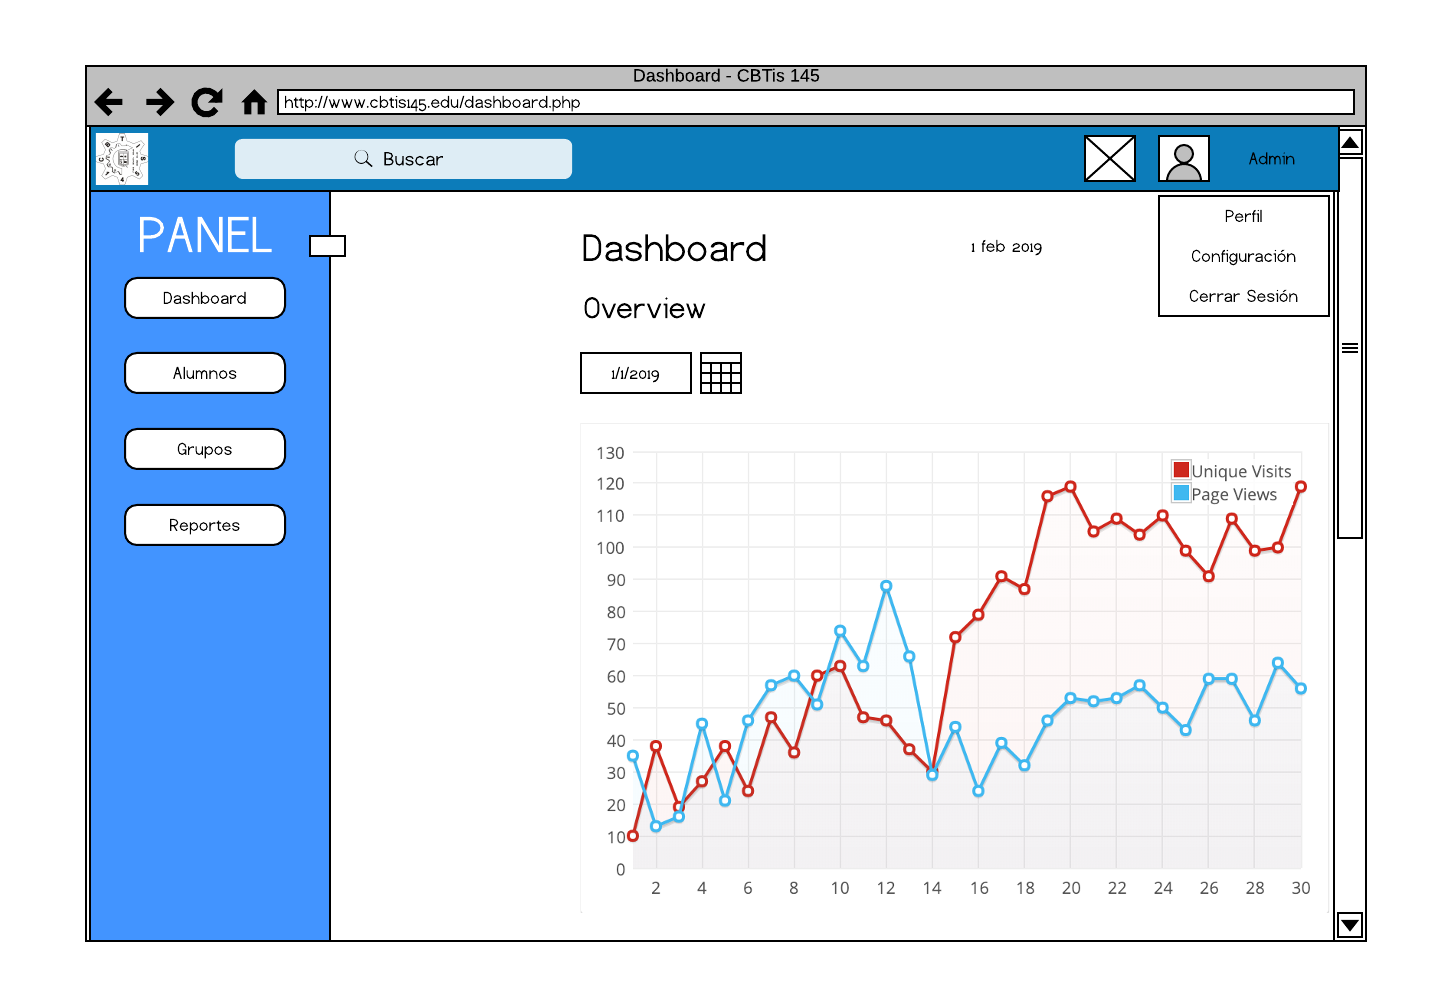 Dashboard - CBTis 145
http://www.cbtis145.edu/dashboard.php
Buscar
Admin
PANEL
Dashboard
Alumnos
Grupos
Reportes
Dashboard
1 feb 2019
Perfil
Configuración
Cerrar Sesión
Overview
1/1/2019
Unique Visits
Page Views
130
120
110
100
90
80
70
60
50
40
30
20
10
0
2 4 6 8 10 12 14 16 18 20 22 24 26 28 30